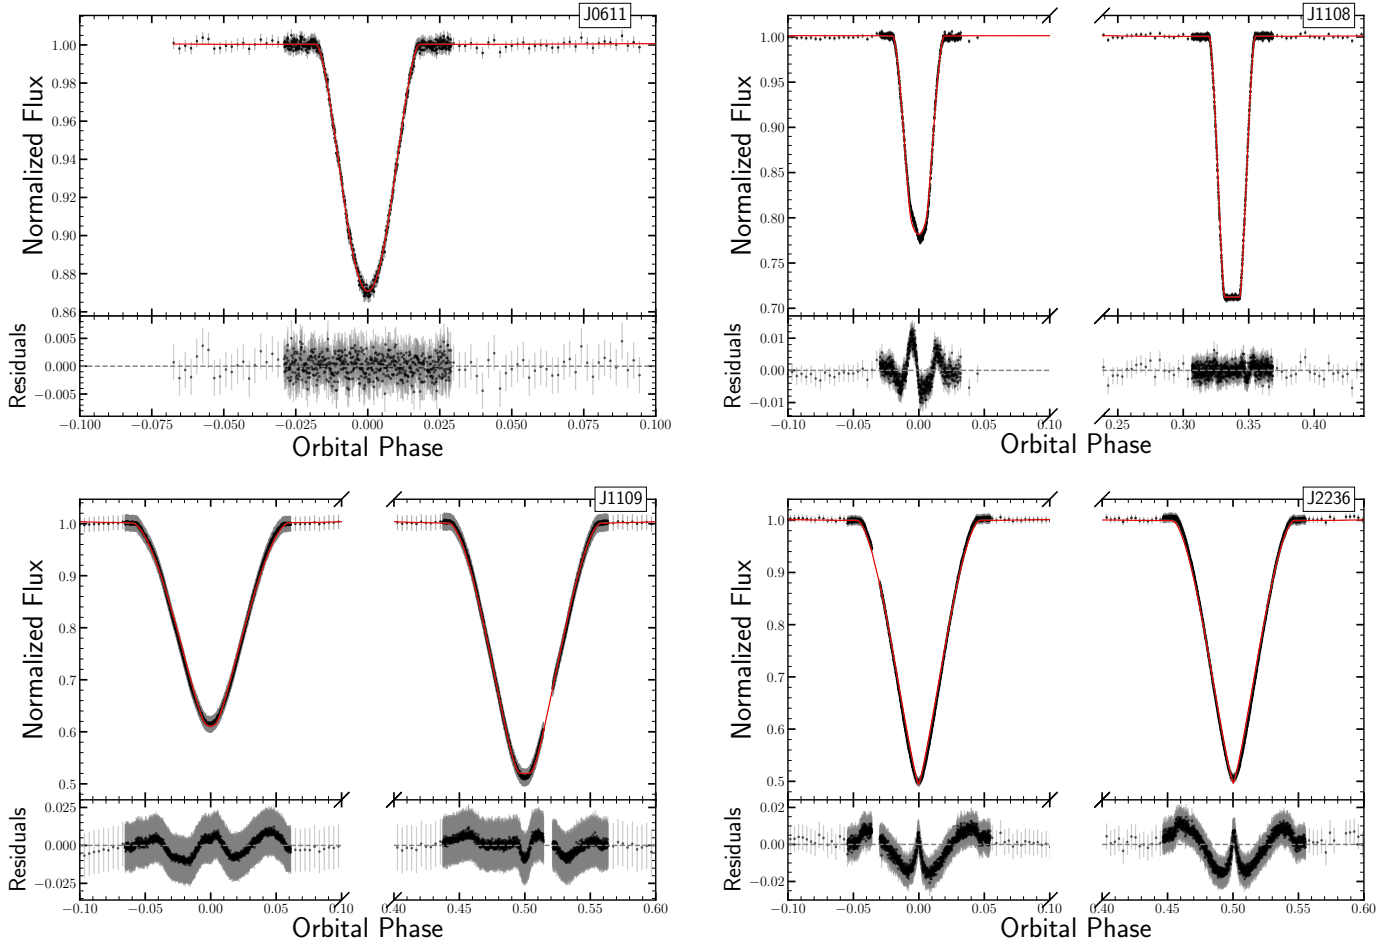 J0611
1.00
0.98
0.96
0.94
0.92
0.90
0.88
0.86
Normalized Flux
0.005
0.000
−0.005
Residuals
−0.100 −0.075 −0.050 −0.025 0.000 0.025 0.050 0.075 0.100
Orbital Phase
J1108
1.00
0.95
0.90
0.85
0.80
0.75
0.70
Normalized Flux
0.01
0.00
−0.01
Residuals
−0.10 −0.05 0.00 0.05 0.10 0.25 0.30 0.35 0.40
Orbital Phase
J1109
1.0
0.9
0.8
0.7
0.6
0.5
Normalized Flux
0.025
0.000
−0.025
Residuals
−0.10 −0.05 0.00 0.05 0.10 0.40 0.45 0.50 0.55 0.60
Orbital Phase
J2236
1.0
0.9
0.8
0.7
0.6
0.5
Normalized Flux
0.02
0.00
−0.02
Residuals
−0.10 −0.05 0.00 0.05 0.10 0.40 0.45 0.50 0.55 0.60
Orbital Phase